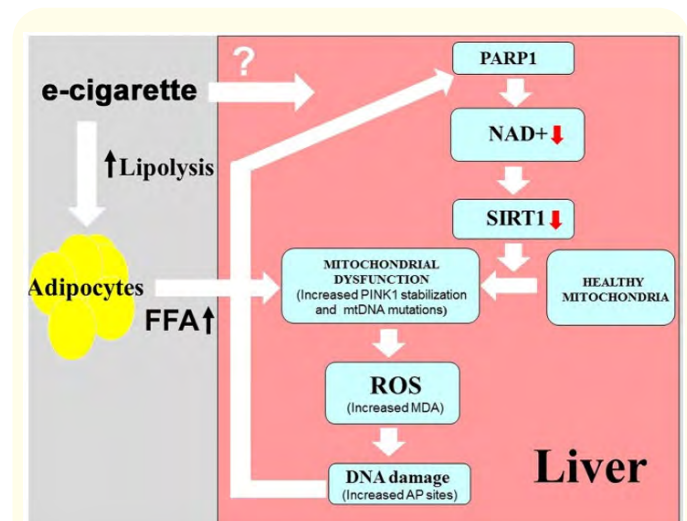 ?
PARP1
e-cigarette
NAD+
↑Lipolysis
SIRT1
MITOCHONDRIAL
DYSFUNCTION
(Increased PINK1 stabilization
and mtDNA mutations)
HEALTHY
MITOCHONDRIA
Adipocytes
FFA↑
ROS
(Increased MDA)
DNA damage
(Increased AP sites)
Liver